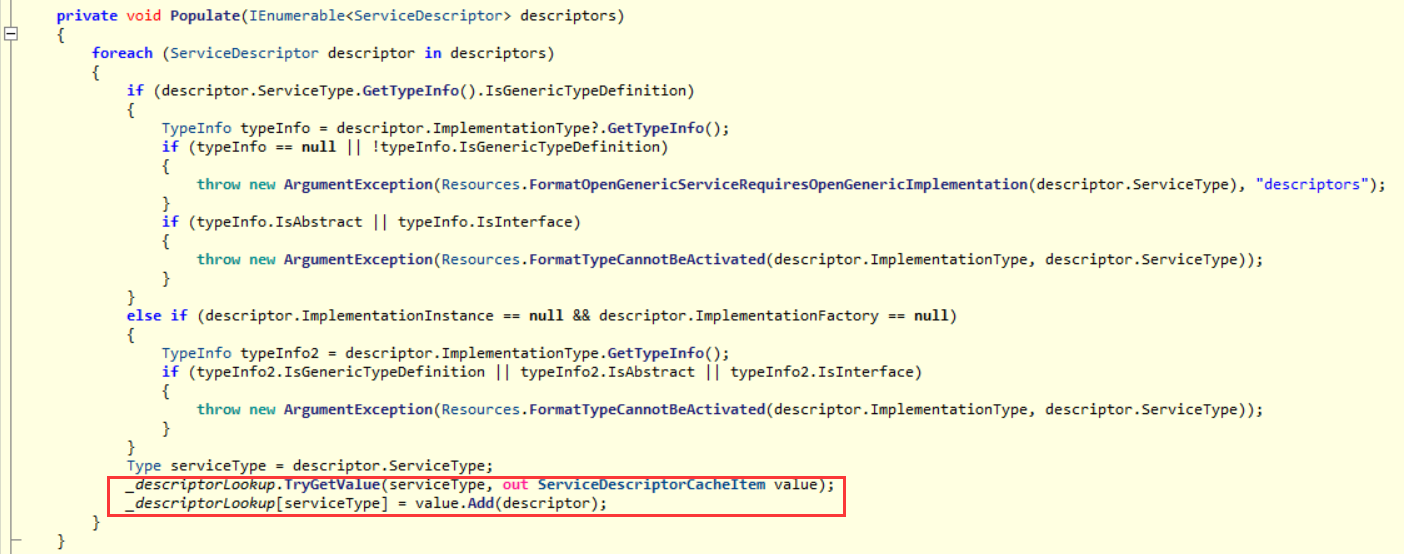 private void Populate(IEnumerable<ServiceDescriptor> descriptors)
{
foreach (ServiceDescriptor descriptor in descriptors)
{
if (descriptor.ServiceType.GetTypeInfo().IsGenericTypeDefinition)
{
TypeInfo typeInfo = descriptor.ImplementationType?.GetTypeInfo();
if (typeInfo == null || !typeInfo.IsGenericTypeDefinition)
{
throw new ArgumentException(Resources.FormatOpenGenericServiceRequiresOpenGenericImplementation(descriptor.ServiceType), "descriptors");
}
if (typeInfo.IsAbstract || typeInfo.IsInterface)
{
throw new ArgumentException(Resources.FormatTypeCannotBeActivated(descriptor.ImplementationType, descriptor.ServiceType));
}
}
else if (descriptor.ImplementationInstance == null && descriptor.ImplementationFactory == null)
{
TypeInfo typeInfo2 = descriptor.ImplementationType.GetTypeInfo();
if (typeInfo2.IsGenericTypeDefinition || typeInfo2.IsAbstract || typeInfo2.IsInterface)
{
throw new ArgumentException(Resources.FormatTypeCannotBeActivated(descriptor.ImplementationType, descriptor.ServiceType));
}
}
Type serviceType = descriptor.ServiceType;
_descriptorLookup.TryGetValue(serviceType, out ServiceDescriptorCacheItem value);
_descriptorLookup[serviceType] = value.Add(descriptor);
}
}